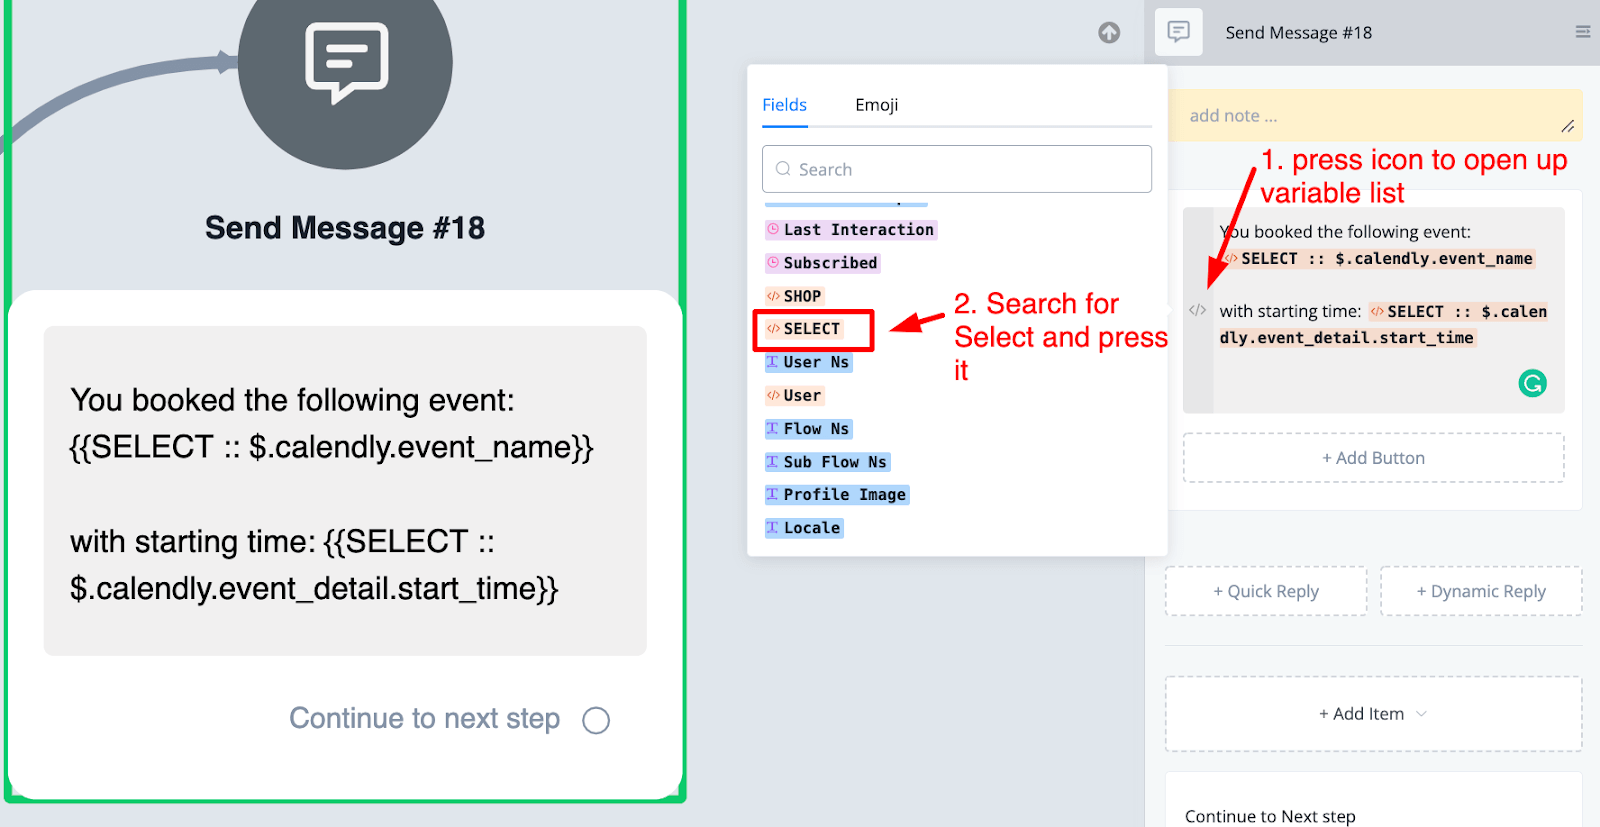 Send Message #18
You booked the following event:
{{SELECT :: $.calendly.event_name}}
with starting time: {{SELECT ::
$.calendly.event_detail.start_time}}
Continue to next step
Fields
Emoji
Search
Last Interaction
Subscribed
</> SHOP
</> SELECT
User Ns
</> User
Flow Ns
Sub Flow Ns
Profile Image
Locale
2. Search for
Select and press
it
Send Message #18
add note ...
1. press icon to open up
variable list
You booked the following event:
</> SELECT :: $.calendly.event_name
</>
with starting time: </> SELECT :: $.calen
dly.event_detail.start_time
+ Add Button
+ Quick Reply
+ Dynamic Reply
+ Add Item
Continue to Next step